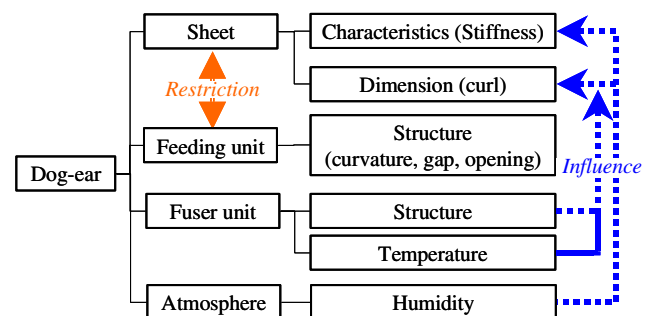 Sheet
Characteristics (Stiffness)
Restriction
Dimension (curl)
Feeding unit
Structure
(curvature, gap, opening)
Influence
Dog-ear
Fuser unit
Structure
Temperature
Atmosphere
Humidity